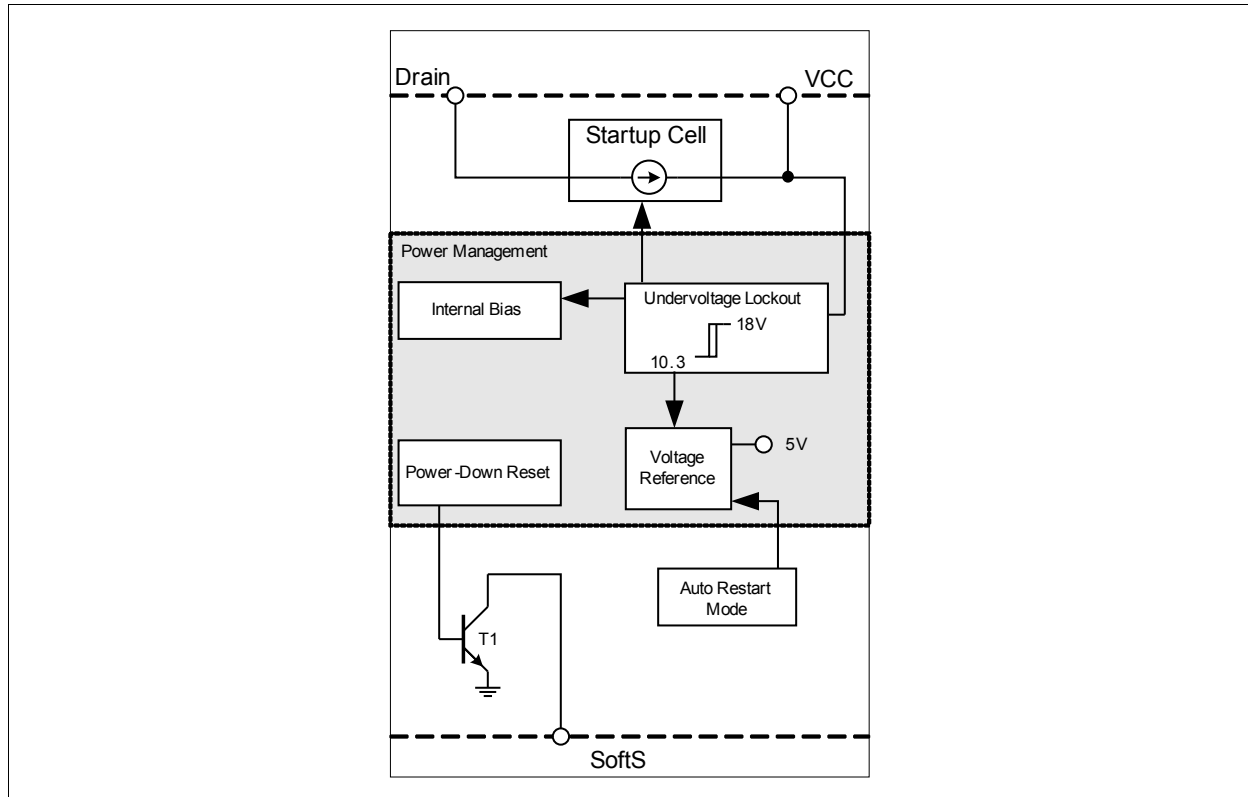 Drain
VCC
Startup Cell
Power Management
Internal Bias
Undervoltage Lockout
18V
10.3
Power-Down Reset
Voltage
Reference
5V
Auto Restart
Mode
T1
SoftS